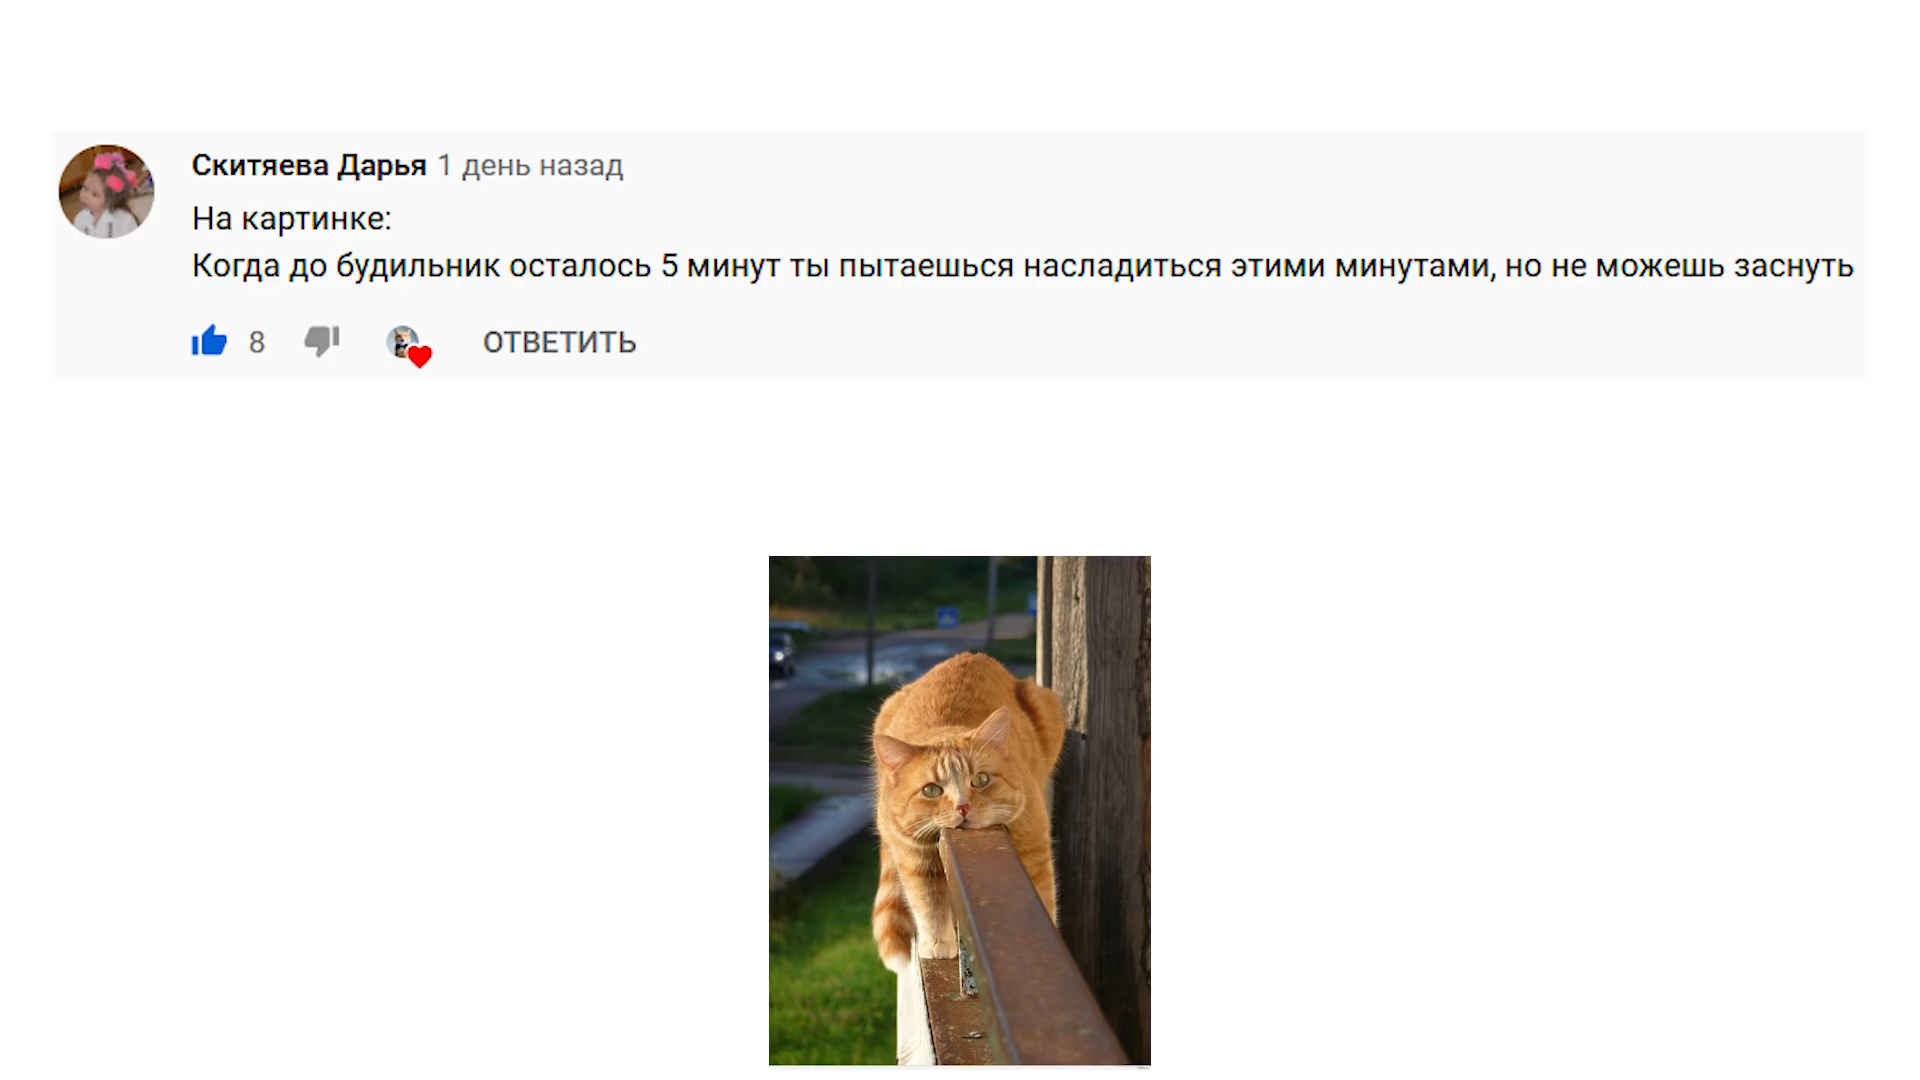 Скитяева Дарья 1 день назад
На картинке:
Когда до будильник осталось 5 минут ты пытаешься насладиться этими минутами, но не можешь заснуть
8 ОТВЕТИТЬ